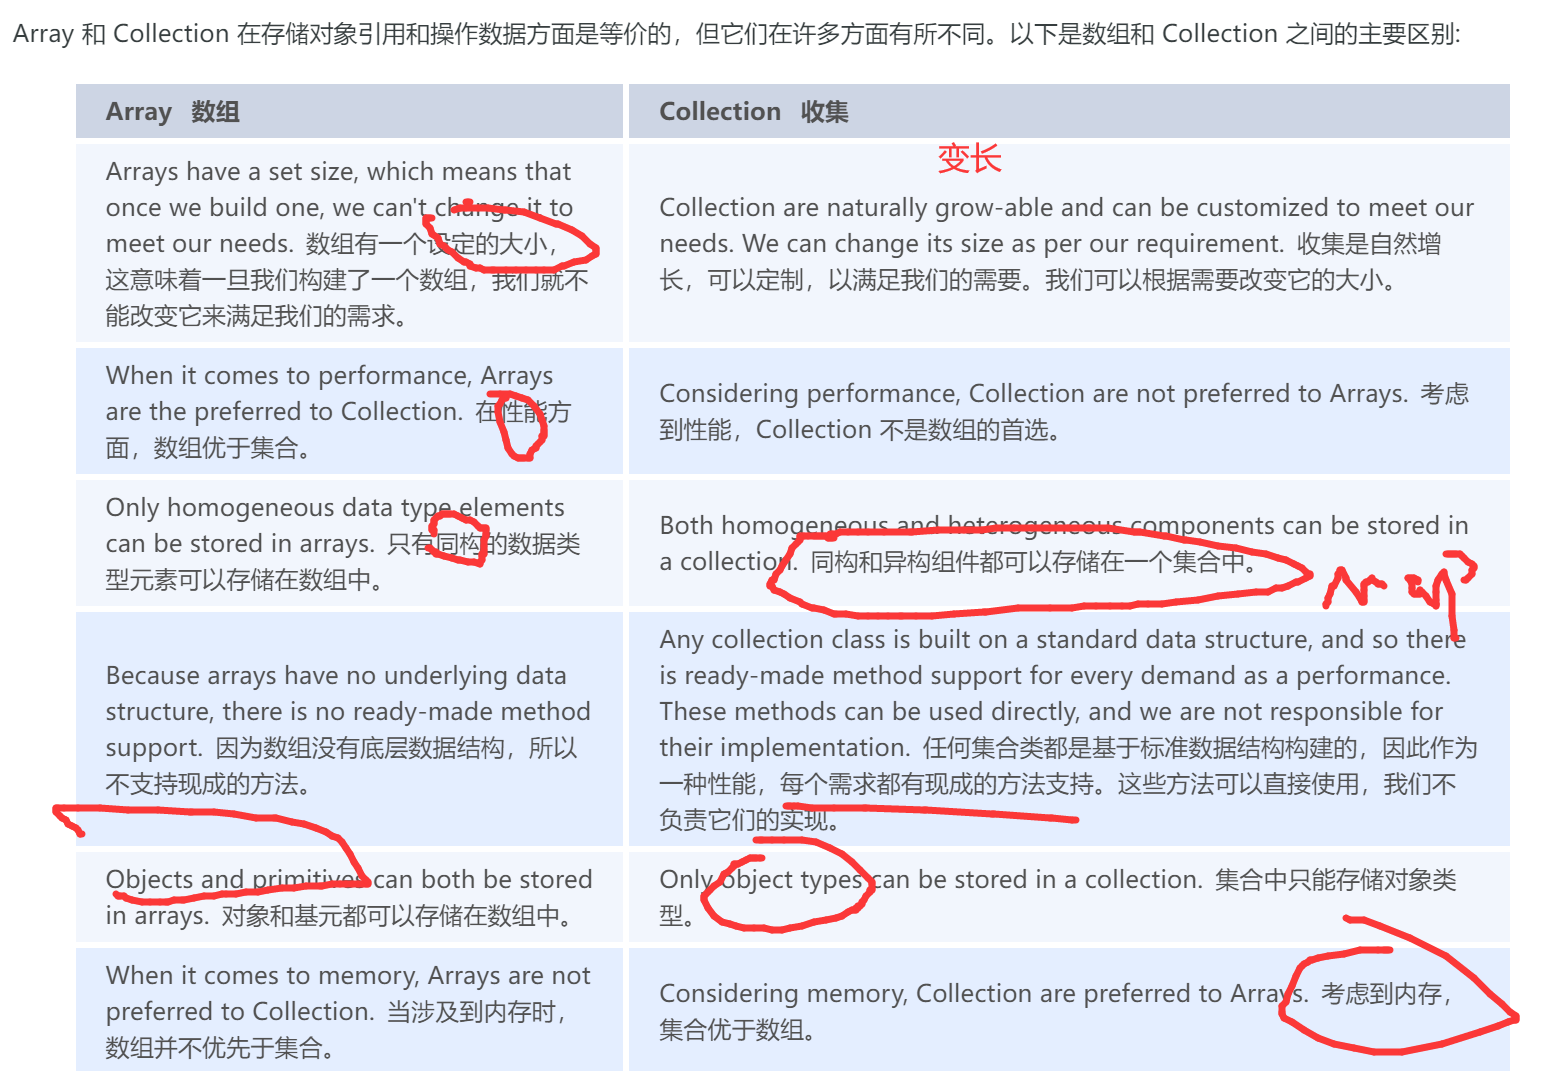 Array 和 Collection 在存储对象引用和操作数据方面是等价的，但它们在许多方面有所不同。以下是数组和 Collection 之间的主要区别:
Array 数组
Collection 收集
Arrays have a set size, which means that
once we build one, we can't change it to
meet our needs. 数组有一个设定的大小，
这意味着一旦我们构建了一个数组，我们就不
能改变它来满足我们的需求。
变长
Collection are naturally grow-able and can be customized to meet our
needs. We can change its size as per our requirement. 收集是自然增
长，可以定制，以满足我们的需要。我们可以根据需要改变它的大小。
When it comes to performance, Arrays
are the preferred to Collection. 在性能方
面，数组优于集合。
Considering performance, Collection are not preferred to Arrays. 考虑
到性能，Collection 不是数组的首选。
Only homogeneous data type elements
can be stored in arrays. 只有同构的数据类
型元素可以存储在数组中。
Both homogeneous and heterogeneous components can be stored in
a collection. 同构和异构组件都可以存储在一个集合中。
Because arrays have no underlying data
structure, there is no ready-made method
support. 因为数组没有底层数据结构，所以
不支持现成的方法。
Any collection class is built on a standard data structure, and so there
is ready-made method support for every demand as a performance.
These methods can be used directly, and we are not responsible for
their implementation. 任何集合类都是基于标准数据结构构建的，因此作为
一种性能，每个需求都有现成的方法支持。这些方法可以直接使用，我们不
负责它们的实现。
Objects and primitives can both be stored
in arrays. 对象和基元都可以存储在数组中。
Only object types can be stored in a collection. 集合中只能存储对象类
型。
When it comes to memory, Arrays are not
preferred to Collection. 当涉及到内存时，
数组并不优先于集合。
Considering memory, Collection are preferred to Arrays. 考虑到内存，
集合优于数组。